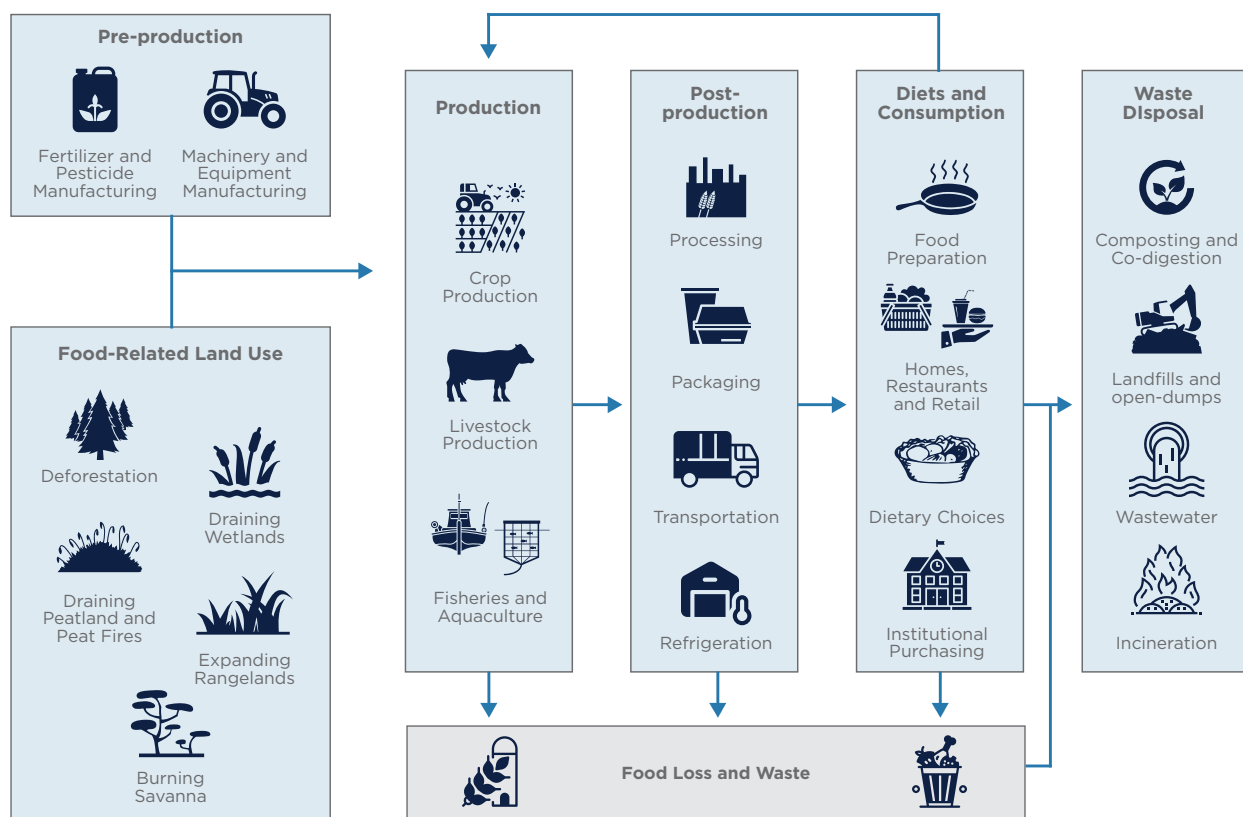 Pre-production
Fertilizer and
Pesticide
Manufacturing
Machinery and
Equipment
Manufacturing
Food-Related Land Use
Deforestation
Draining
Wetlands
Draining
Peatland and
Peat Fires
Expanding
Rangelands
Burning
Savanna
Production
Crop
Production
Livestock
Production
Fisheries and
Aquaculture
Post-
production
Processing
Packaging
Transportation
Refrigeration
Diets and
Consumption
Food
Preparation
Homes,
Restaurants
and Retail
Dietary Choices
Institutional
Purchasing
Waste
DIsposal
Composting and
Co-digestion
Landfills and
open-dumps
Wastewater
Incineration
Food Loss and Waste